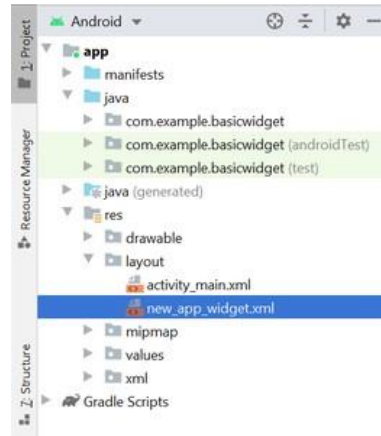 1: Project
Resource Manager
Z: Structure
Android
app
manifests
java
com.example.basicwidget
com.example.basicwidget (androidTest)
com.example.basicwidget (test)
java (generated)
res
drawable
layout
activity_main.xml
new_app_widget.xml
mipmap
values
xml
Gradle Scripts